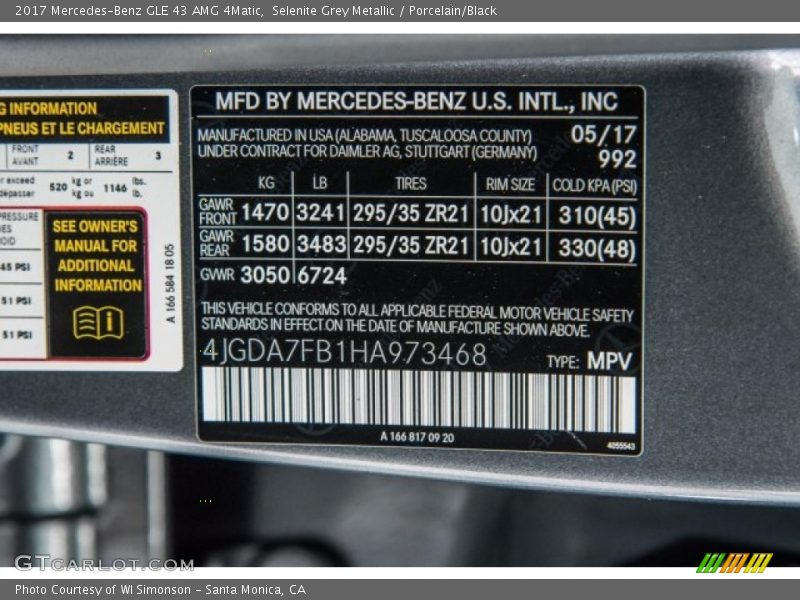 2017 Mercedes-Benz GLE 43 AMG 4Matic, Selenite Grey Metallic / Porcelain/Black
G INFORMATION
PNEUS ET LE CHARGEMENT
FRONT AVANT 2 REAR ARRIÈRE 3
r exceed dépasser 520 kg or kg ou 1146 lbs. lb.
PRESSURE
45 PSI
51 PSI
51 PSI
SEE OWNER'S
MANUAL FOR
ADDITIONAL
INFORMATION
A 166 584 18 05
MFD BY MERCEDES-BENZ U.S. INTL., INC
MANUFACTURED IN USA (ALABAMA, TUSCALOOSA COUNTY) 05/17
UNDER CONTRACT FOR DAIMLER AG, STUTTGART (GERMANY) 992
KG LB TIRES RIM SIZE COLD KPA (PSI)
GAWR FRONT 1470 3241 295/35 ZR21 10Jx21 310(45)
GAWR REAR 1580 3483 295/35 ZR21 10Jx21 330(48)
GWR 3050 6724
THIS VEHICLE CONFORMS TO ALL APPLICABLE FEDERAL MOTOR VEHICLE SAFETY
STANDARDS IN EFFECT ON THE DATE OF MANUFACTURE SHOWN ABOVE.
4JGDA7FB1HA973468 TYPE: MPV
A 166 817 09 20
4055543
GTCARLOT.COM
Photo Courtesy of WI Simonson - Santa Monica, CA